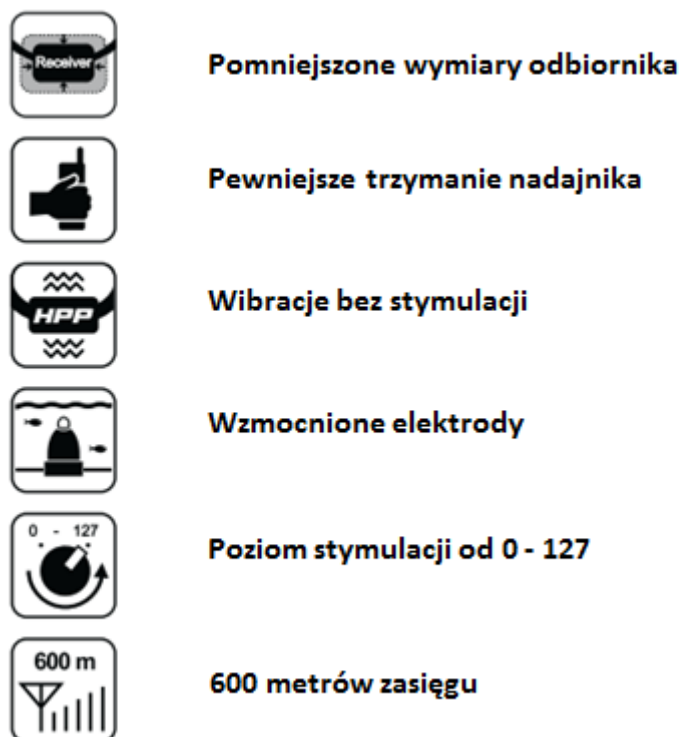 Receiver
Pomniejszone wymiary odbiornika
Pewniejsze trzymanie nadajnika
HPP
Wibracje bez stymulacji
Wzmocnione elektrody
0 - 127
Poziom stymulacji od 0 - 127
600 m
600 metrów zasięgu